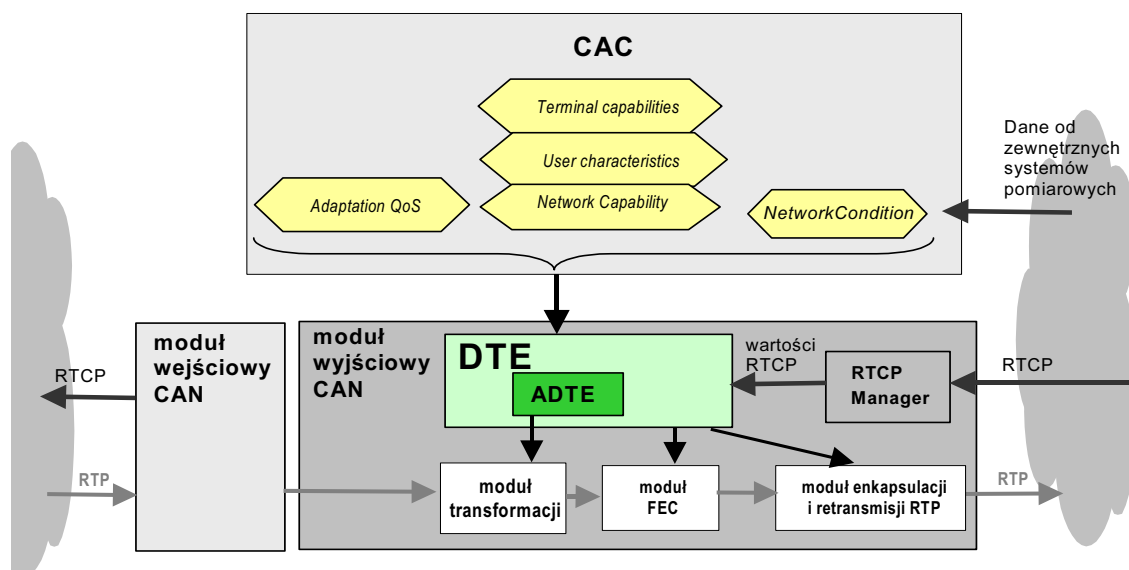 CAC
Terminal capabilities
User characteristics
Network Capability
Adaptation QoS
NetworkCondition
Dane od
zewnętrznych
systemów
pomiarowych
moduł
wejściowy
CAN
moduł
wyjściowy
CAN
DTE
ADTE
wartości
RTCP
RTCP
Manager
RTCP
RTCP
RTP
moduł
transformacji
moduł
FEC
moduł enkapsulacji
i retransmisji RTP
RTP